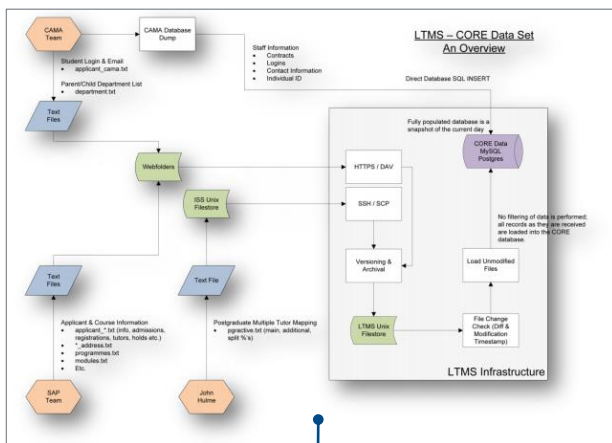 LTMS – CORE Data Set
An Overview
CAMA
Team
CAMA Database
Dump
Student Login & Email
• applicant_cama.txt
Parent/Child Department List
• department.txt
Staff Information
• Contracts
• Logins
• Contact Information
• Individual ID
Direct Database SQL INSERT
Text
Files
Webfolders
ISS Unix
Filestore
Fully populated database is a
snapshot of the current day
CORE Data
MySQL
Postgres
HTTPS / DAV
SSH / SCP
No filtering of data is performed;
all records as they are received
are loaded into the CORE
database.
Versioning &
Archival
Load Unmodified
Files
Text
Files
Text File
LTMS Unix
Filestore
File Change
Check (Diff &
Modification
Timestamp)
Applicant & Course Information
• applicant_*.txt (info, admissions,
registrations, tutors, holds etc.)
• *_address.txt
• programmes.txt
• modules.txt
• Etc.
Postgraduate Multiple Tutor Mapping
• pgractive.txt (main, additional,
split %'s)
LTMS Infrastructure
SAP
Team
John
Hulme